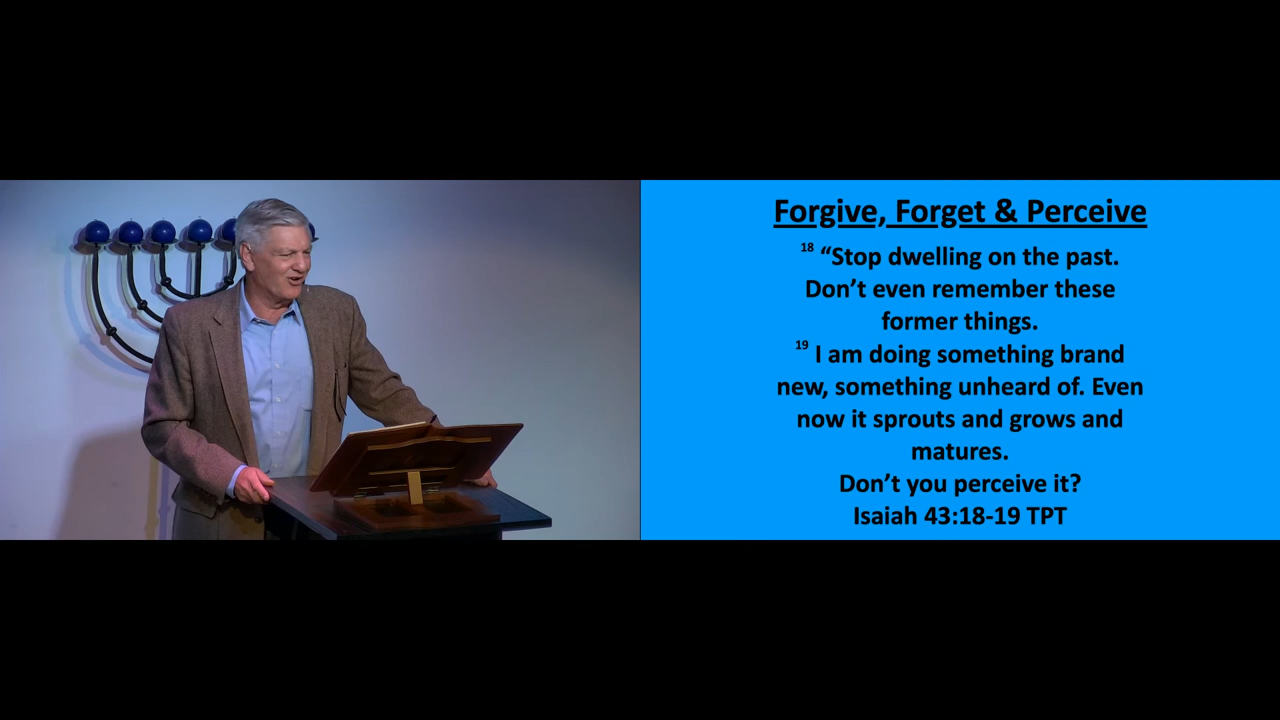 Forgive, Forget & Perceive
18 “Stop dwelling on the past.
Don’t even remember these
former things.
19 I am doing something brand
new, something unheard of. Even
now it sprouts and grows and
matures.
Don’t you perceive it?
Isaiah 43:18-19 TPT